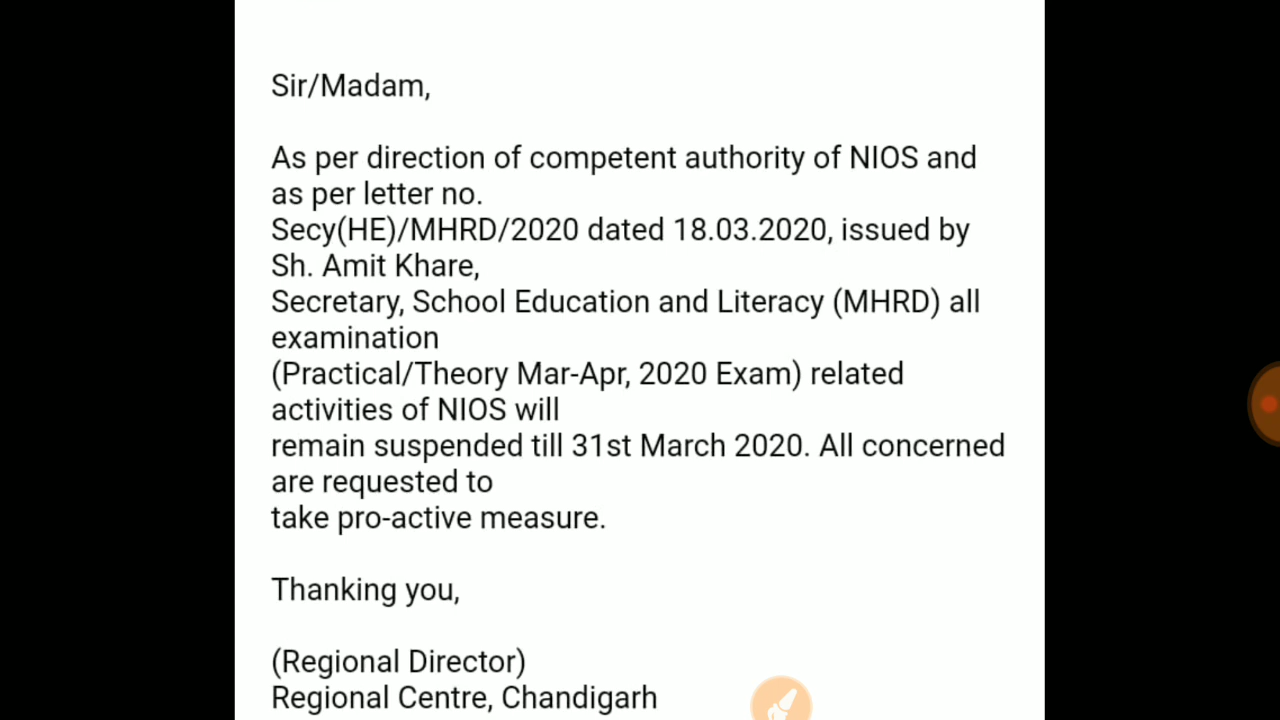 Sir/Madam,
As per direction of competent authority of NIOS and
as per letter no.
Secy(HE)/MHRD/2020 dated 18.03.2020, issued by
Sh. Amit Khare,
Secretary, School Education and Literacy (MHRD) all
examination
(Practical/Theory Mar-Apr, 2020 Exam) related
activities of NIOS will
remain suspended till 31st March 2020. All concerned
are requested to
take pro-active measure.
Thanking you,
(Regional Director)
Regional Centre, Chandigarh